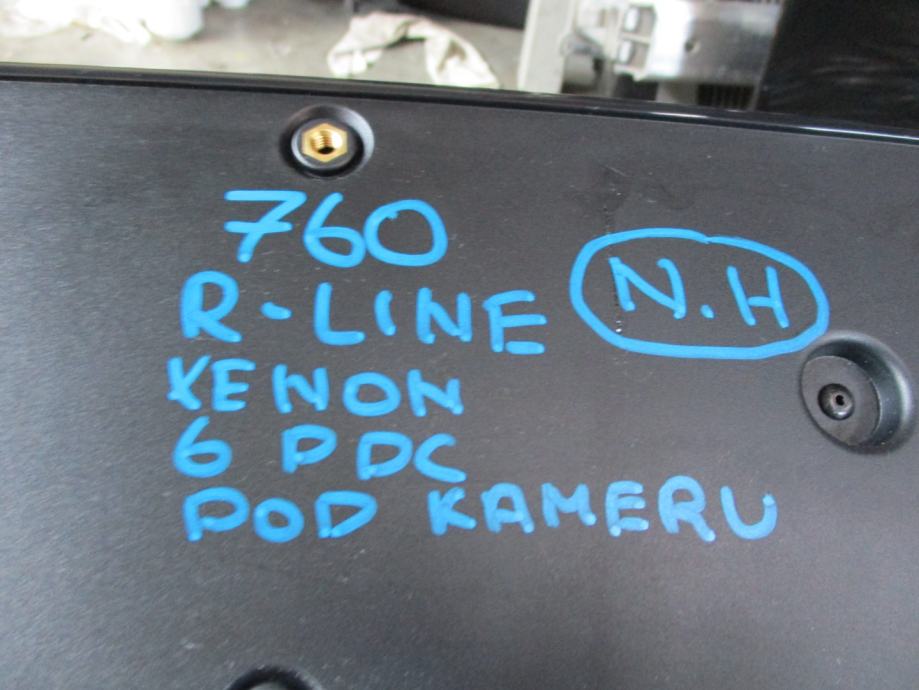 760
R-LINE
N.H
XENON
6 PDC
POD KAMERU